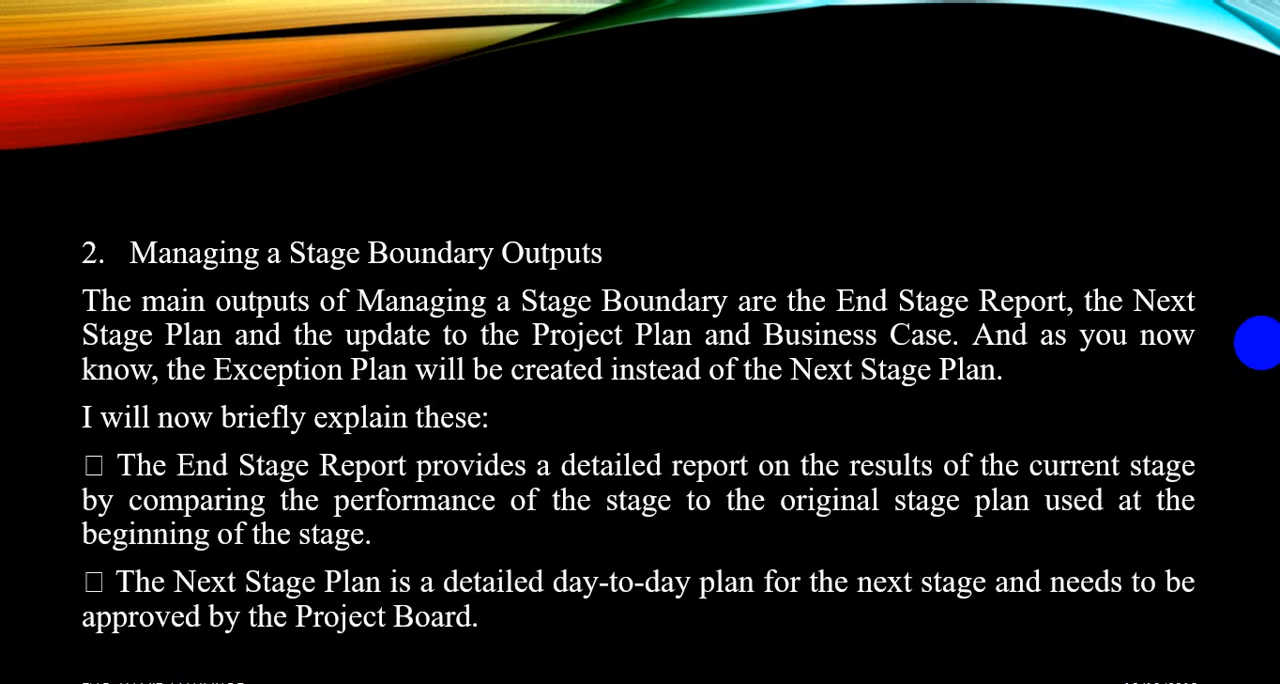 2. Managing a Stage Boundary Outputs
The main outputs of Managing a Stage Boundary are the End Stage Report, the Next
Stage Plan and the update to the Project Plan and Business Case. And as you now
know, the Exception Plan will be created instead of the Next Stage Plan.
I will now briefly explain these:
□ The End Stage Report provides a detailed report on the results of the current stage
by comparing the performance of the stage to the original stage plan used at the
beginning of the stage.
□ The Next Stage Plan is a detailed day-to-day plan for the next stage and needs to be
approved by the Project Board.